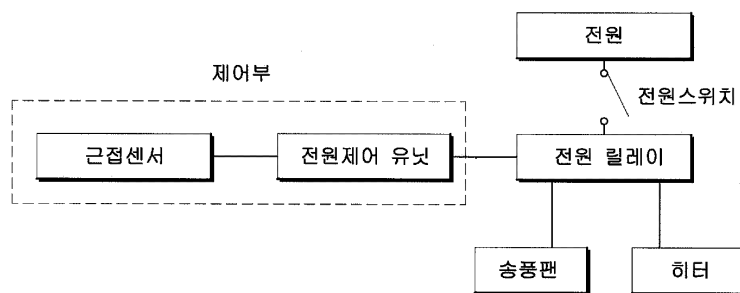 전원
제어부
전원스위치
근접센서
전원제어 유닛
전원 릴레이
송풍팬
히터